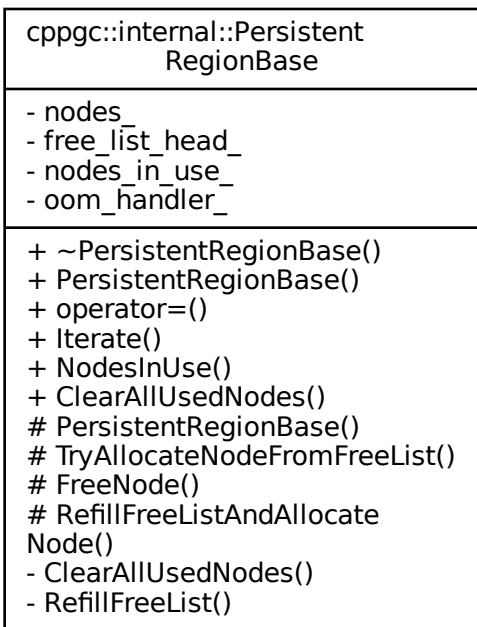 cppgc::internal::Persistent
RegionBase
- nodes_
- free_list_head_
- nodes_in_use_
- oom_handler_
+ ~PersistentRegionBase()
+ PersistentRegionBase()
+ operator=()
+ Iterate()
+ NodesInUse()
+ ClearAllUsedNodes()
# PersistentRegionBase()
# TryAllocateNodeFromFreeList()
# FreeNode()
# RefillFreeListAndAllocate
Node()
- ClearAllUsedNodes()
- RefillFreeList()